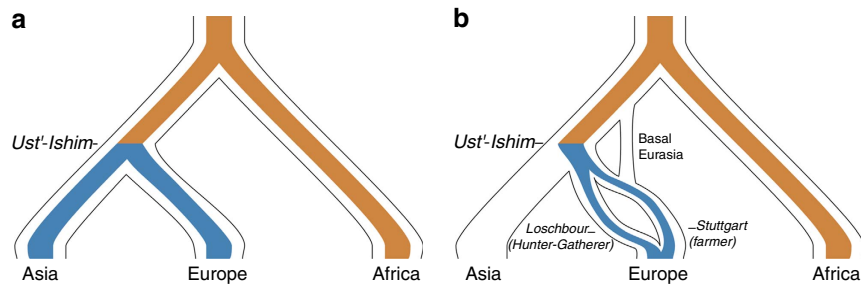 a
Ust'-Ishim-
Asia
Europe
Africa
b
Ust'-Ishim–
Basal
Eurasia
Loschbour–
(Hunter-Gatherer)
–Stuttgart
(farmer)
Asia
Europe
Africa